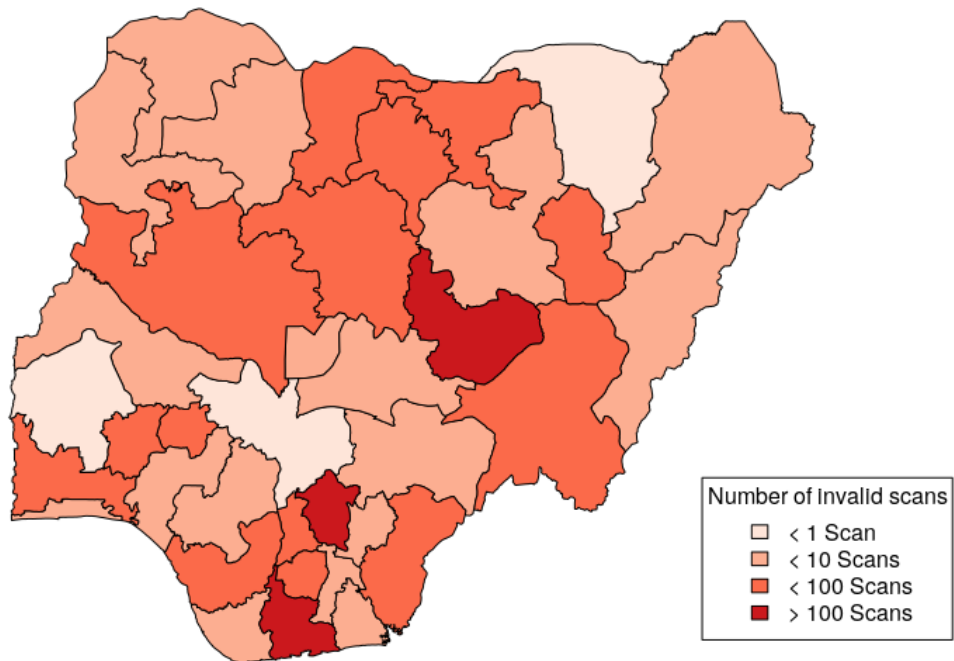 Number of invalid scans
< 1 Scan
< 10 Scans
< 100 Scans
> 100 Scans